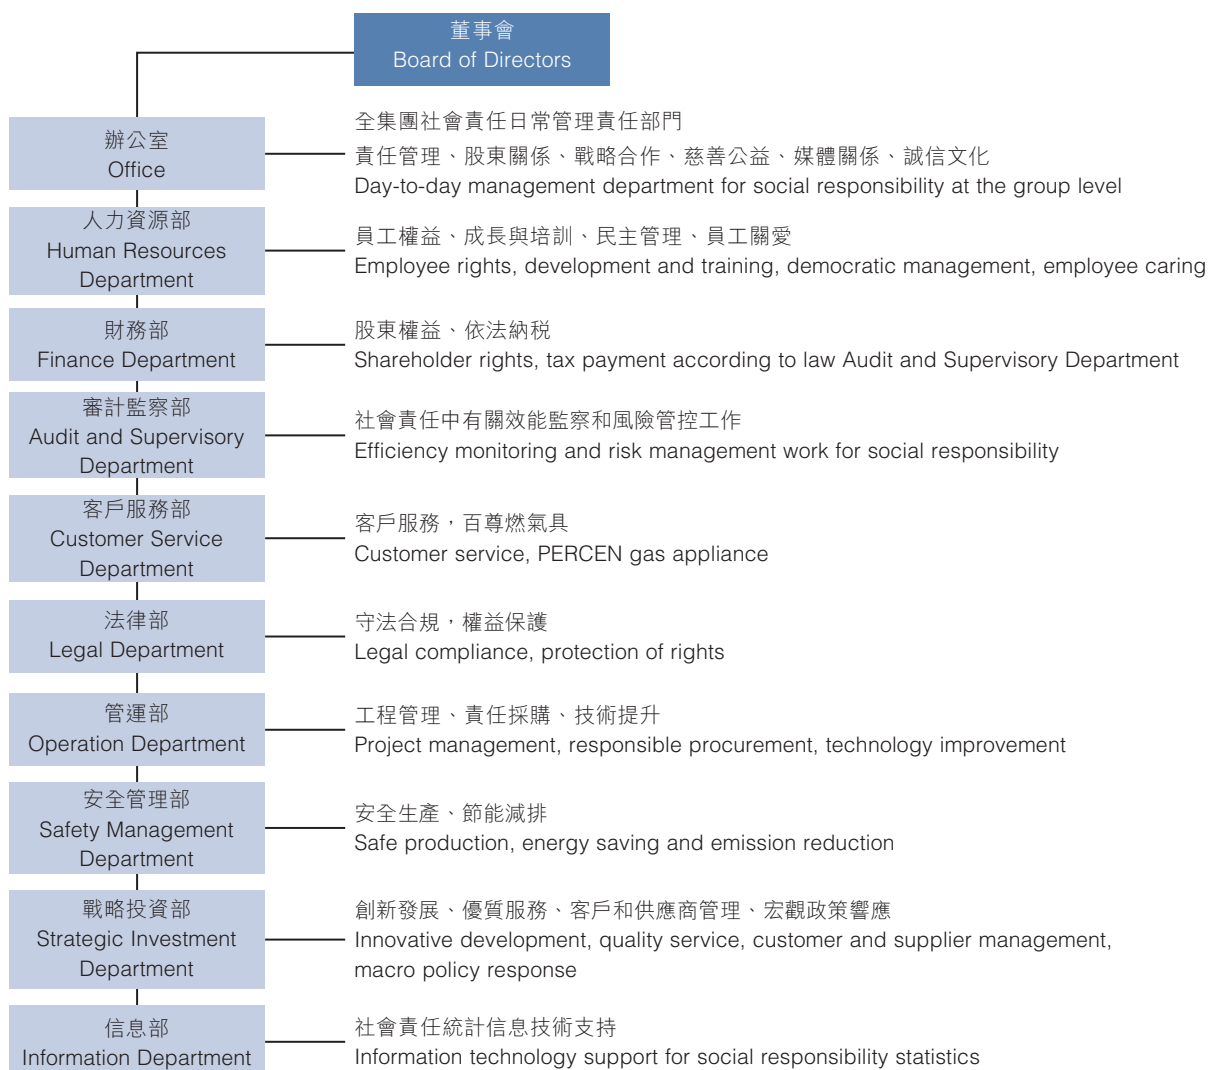 董事會
Board of Directors
辦公室
Office
全集團社會責任日常管理責任部門
責任管理、股東關係、戰略合作、慈善公益、媒體關係、誠信文化
Day-to-day management department for social responsibility at the group level
人力資源部
Human Resources
Department
員工權益、成長與培訓、民主管理、員工關愛
Employee rights, development and training, democratic management, employee caring
財務部
Finance Department
股東權益、依法納税
Shareholder rights, tax payment according to law Audit and Supervisory Department
審計監察部
Audit and Supervisory
Department
社會責任中有關效能監察和風險管控工作
Efficiency monitoring and risk management work for social responsibility
客戶服務部
Customer Service
Department
客戶服務，百尊燃氣具
Customer service, PERCEN gas appliance
法律部
Legal Department
守法合規，權益保護
Legal compliance, protection of rights
管運部
Operation Department
工程管理、責任採購、技術提升
Project management, responsible procurement, technology improvement
安全管理部
Safety Management
Department
安全生產、節能減排
Safe production, energy saving and emission reduction
戰略投資部
Strategic Investment
Department
創新發展、優質服務、客戶和供應商管理、宏觀政策響應
Innovative development, quality service, customer and supplier management,
macro policy response
信息部
Information Department
社會責任統計信息技術支持
Information technology support for social responsibility statistics